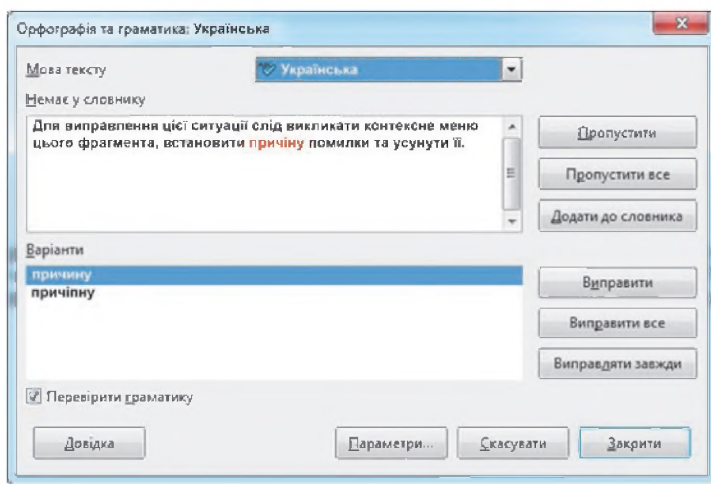 Орфографія та граматика: Українська
Мова тексту
Українська
Немає у словнику
Для виправлення цієї ситуації слід викликати контексне меню
цього фрагмента, встановити причіну помилки та усунути її.
Пропустити
Пропустити все
Додати до словника
Варіанти
причину
причіпну
Виправити
Виправити все
Виправляти завжди
Перевірити граматику
Довідка
Параметри...
Скасувати
Закрити